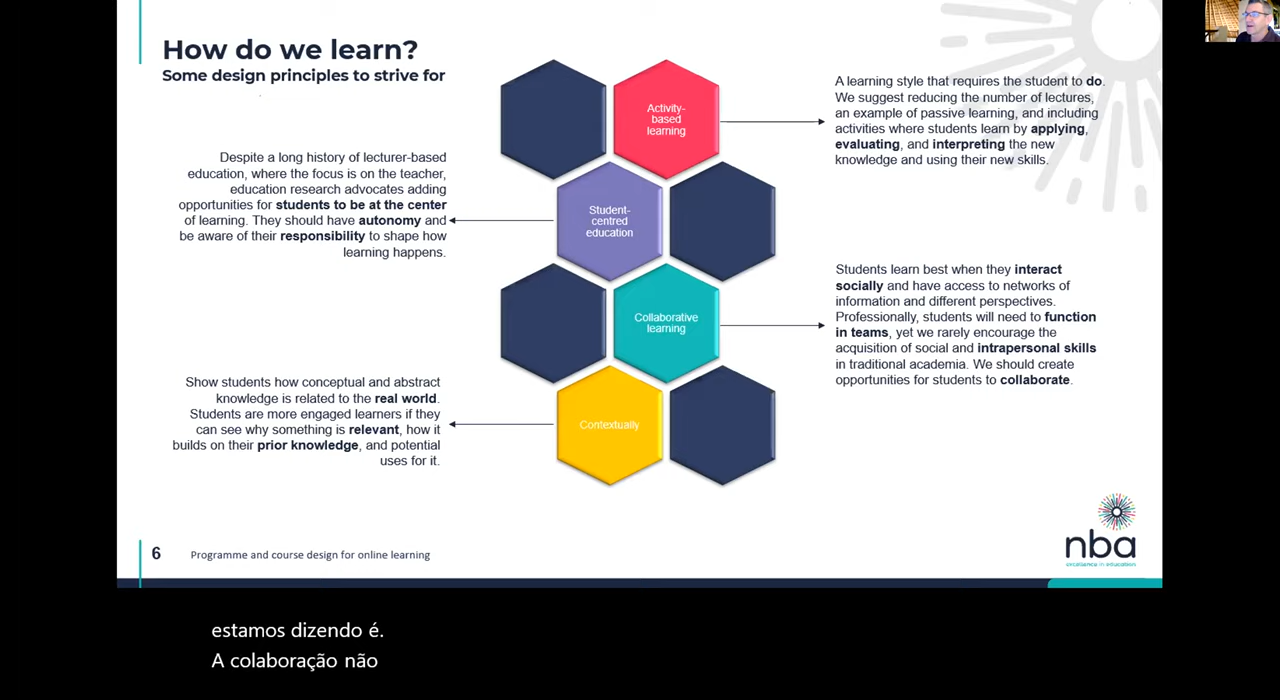 How do we learn?
Some design principles to strive for
Activity-
based
learning
A learning style that requires the student to do.
We suggest reducing the number of lectures,
an example of passive learning, and including
activities where students learn by applying,
evaluating, and interpreting the new
knowledge and using their new skills.
Despite a long history of lecturer-based
education, where the focus is on the teacher,
education research advocates adding
opportunities for students to be at the center
of learning. They should have autonomy and
be aware of their responsibility to shape how
learning happens.
Student-
centred
education
Collaborative
learning
Students learn best when they interact
socially and have access to networks of
information and different perspectives.
Professionally, students will need to function
in teams, yet we rarely encourage the
acquisition of social and intrapersonal skills
in traditional academia. We should create
opportunities for students to collaborate.
Show students how conceptual and abstract
knowledge is related to the real world.
Students are more engaged learners if they
can see why something is relevant, how it
builds on their prior knowledge, and potential
uses for it.
Contextually
nba
excellence in education
6 Programme and course design for online learning
estamos dizendo é.
A colaboração não